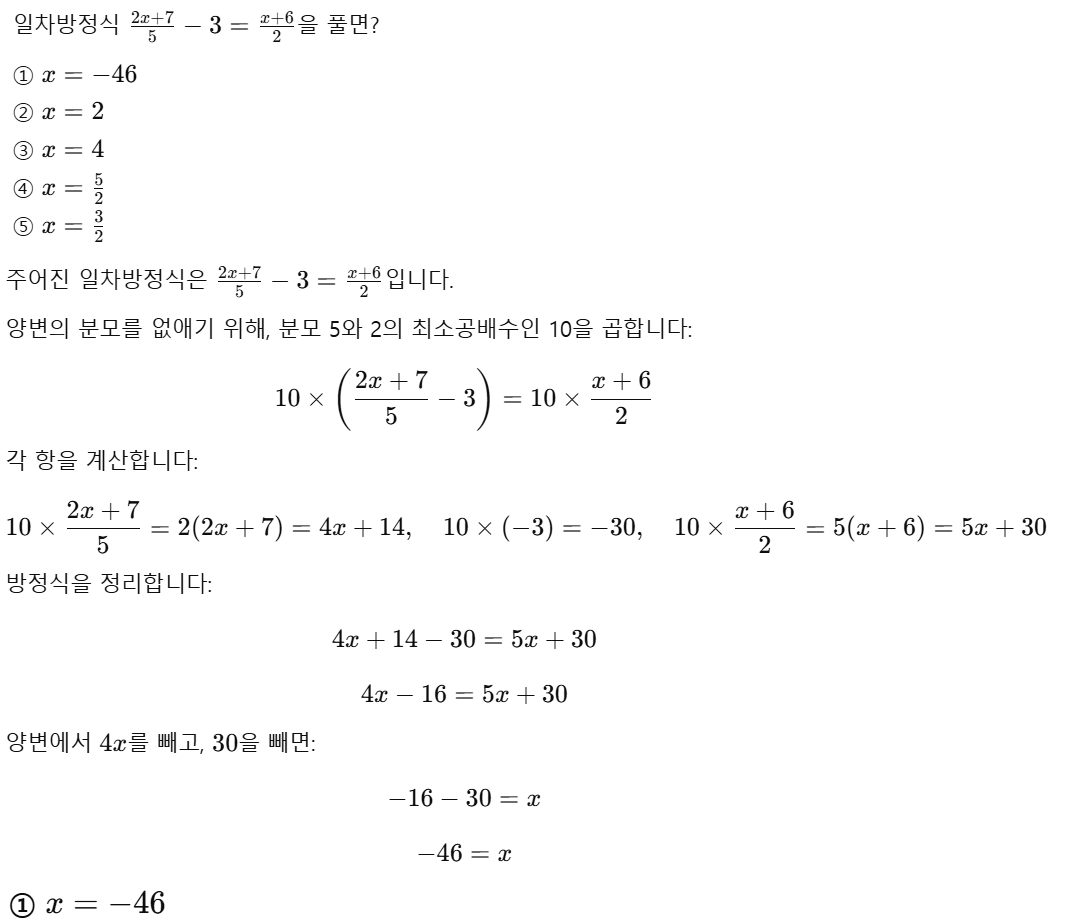 일차방정식 \frac{2x+7}{5} − 3 = \frac{x+6}{2}을 풀면?
① x = −46
② x = 2
③ x = 4
④ x = \frac{5}{2}
⑤ x = \frac{3}{2}
주어진 일차방정식은 \frac{2x+7}{5} − 3 = \frac{x+6}{2}입니다.
양변의 분모를 없애기 위해, 분모 5와 2의 최소공배수인 10을 곱합니다:
10 × \left(\frac{2x+7}{5} − 3\right) = 10 × \frac{x+6}{2}
각 항을 계산합니다:
10 × \frac{2x+7}{5} = 2(2x + 7) = 4x + 14, 10 × (−3) = −30, 10 × \frac{x+6}{2} = 5(x + 6) = 5x + 30
방정식을 정리합니다:
4x + 14 − 30 = 5x + 30
4x − 16 = 5x + 30
양변에서 4x를 빼고, 30을 빼면:
−16 − 30 = x
−46 = x
① x = −46